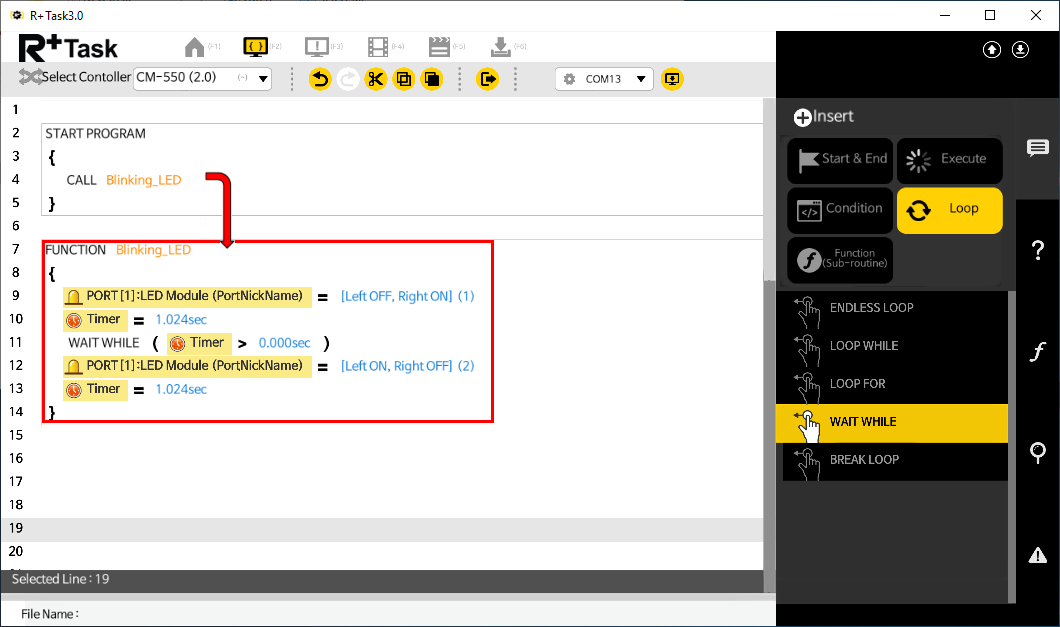 R+ Task3.0
R+Task
(F1) (F2) (F3) (F4) (F5) (F6)
Select Contoller CM-550 (2.0) (-) COM13
1
2 START PROGRAM
3 {
4 CALL Blinking_LED
5 }
6
7 FUNCTION Blinking_LED
8 {
9 PORT[1]:LED Module (PortNickName) = [Left OFF, Right ON] (1)
10 Timer = 1.024sec
11 WAIT WHILE ( Timer > 0.000sec )
12 PORT[1]:LED Module (PortNickName) = [Left ON, Right OFF] (2)
13 Timer = 1.024sec
14 }
15
16
17
18
19
20
Selected Line : 19
File Name :
Insert
Start & End
Execute
Condition
Loop
Function
(Sub-routine)
ENDLESS LOOP
LOOP WHILE
LOOP FOR
WAIT WHILE
BREAK LOOP